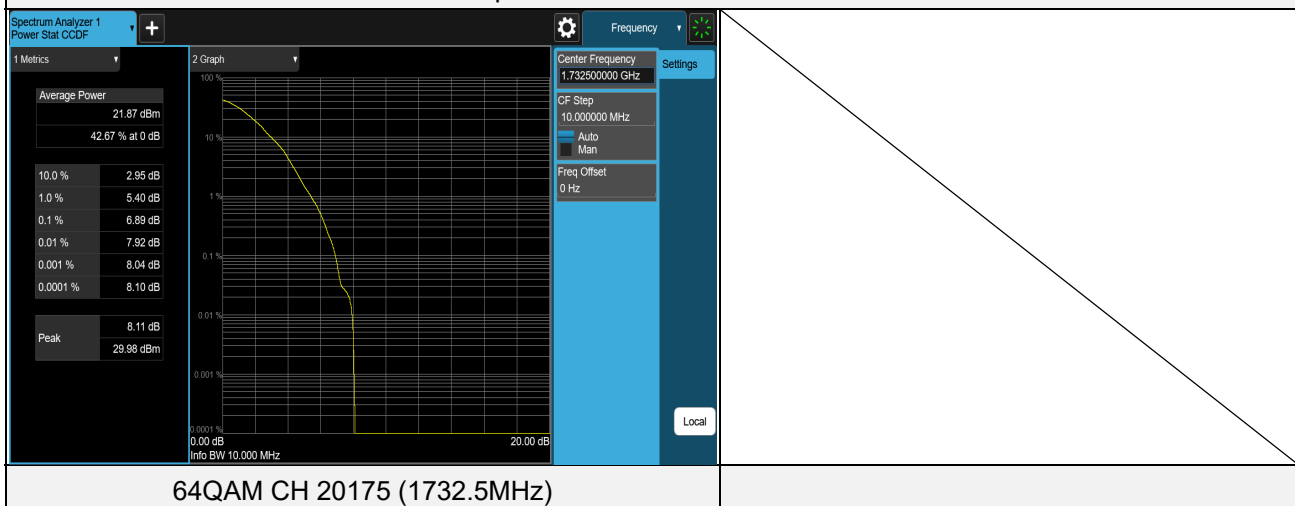 Spectrum Analyzer 1
Power Stat CCDF
+
Frequency
1 Metrics
2 Graph
Average Power
21.87 dBm
42.67 % at 0 dB
10.0 % 2.95 dB
1.0 % 5.40 dB
0.1 % 6.89 dB
0.01 % 7.92 dB
0.001 % 8.04 dB
0.0001 % 8.10 dB
Peak 8.11 dB
29.98 dBm
100 %
10 %
1 %
0.1 %
0.01 %
0.001 %
0.0001 %
0.00 dB 20.00 dB
Info BW 10.000 MHz
Center Frequency
1.732500000 GHz
Settings
CF Step
10.000000 MHz
Auto
Man
Freq Offset
0 Hz
Local
64QAM CH 20175 (1732.5MHz)